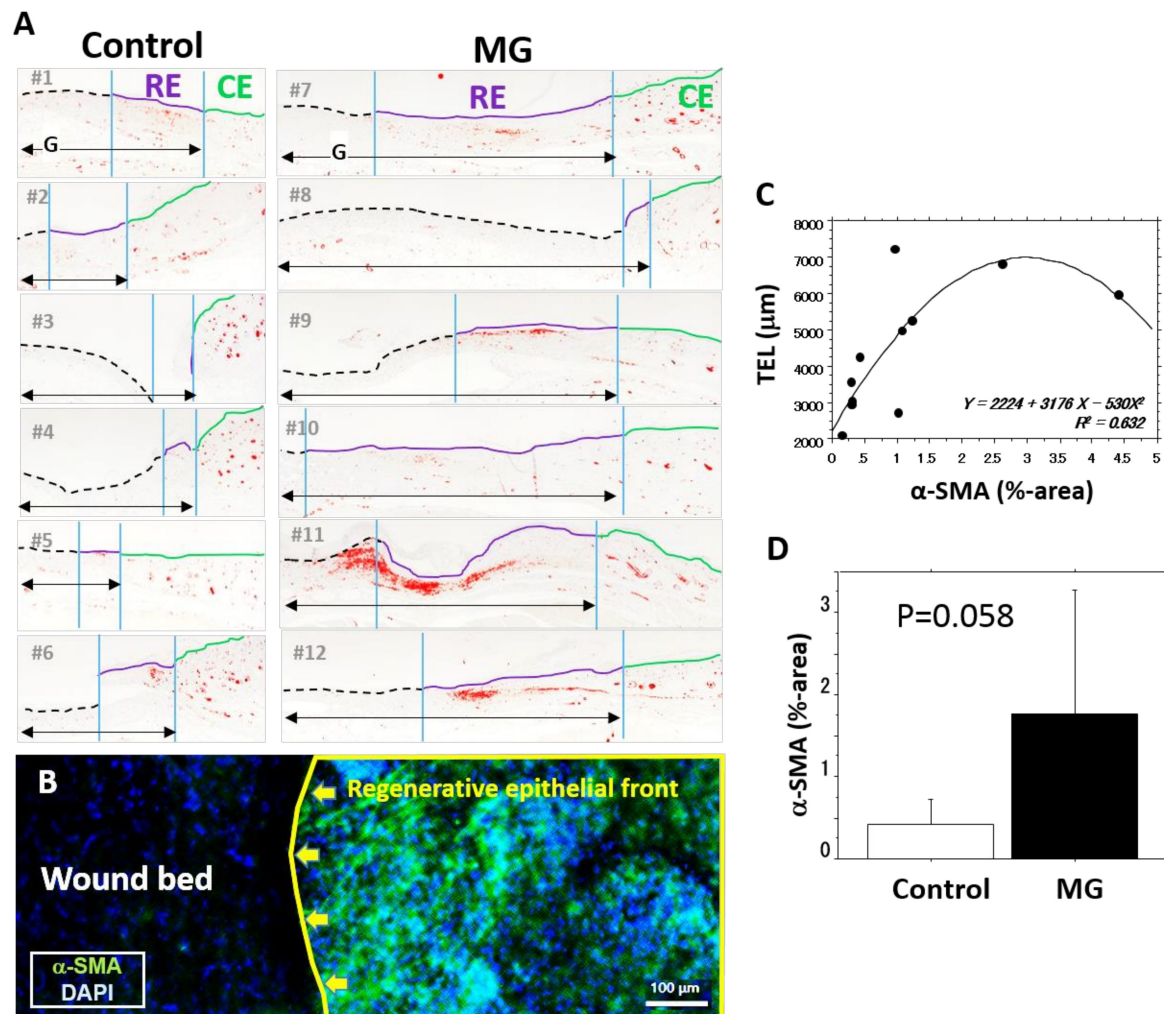 A
Control
MG
#1
RE
CE
G
#7
RE
CE
G
#2
#8
#3
#9
#4
#10
#5
#11
#6
#12
B
Regenerative epithelial front
Wound bed
α-SMA
DAPI
100 µm
C
TEL (µm)
8000
7000
6000
5000
4000
3000
2000
Y = 2224 + 3176 X – 530X²
R² = 0.632
0 .5 1 1.5 2 2.5 3 3.5 4 4.5 5
α-SMA (%-area)
D
α-SMA (%-area)
3
2
1
0
P=0.058
Control
MG